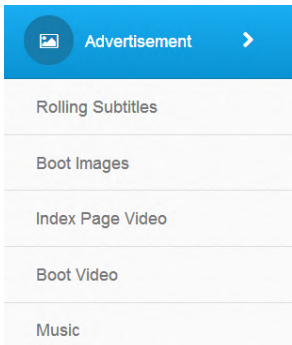 Advertisement
Rolling Subtitles
Boot Images
Index Page Video
Boot Video
Music